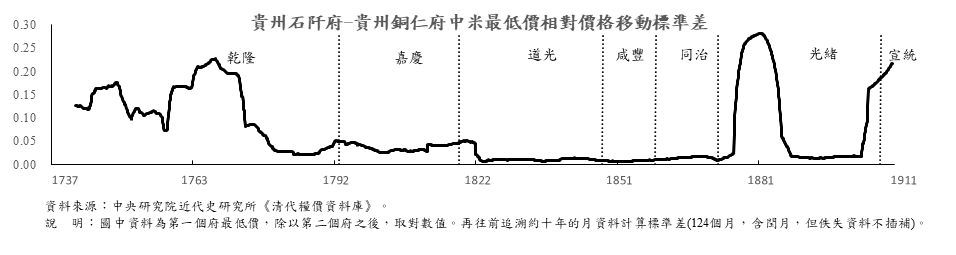 貴州石阡府-貴州銅仁府中米最低價相對價格移動標準差
0.30
0.25
0.20
0.15
0.10
0.05
0.00
乾隆 嘉慶 道光 咸豐 同治 光緒 宣統
1737 1763 1792 1822 1851 1881 1911
資料來源：中央研究院近代史研究所《清代糧價資料庫》。
說　明：圖中資料為第一個府最低價，除以第二個府之後，取對數值。再往前追溯約十年的月資料計算標準差(124個月，含閏月，但佚失資料不插補)。